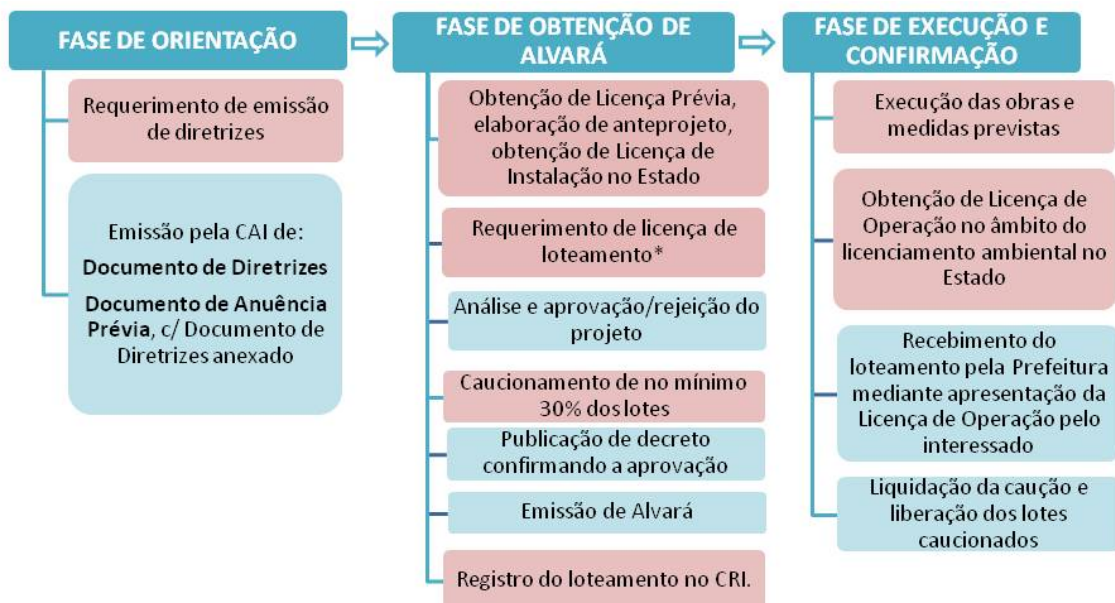 FASE DE ORIENTAÇÃO
Requerimento de emissão
de diretrizes
Emissão pela CAI de:
Documento de Diretrizes
Documento de Anuência
Prévia, c/ Documento de
Diretrizes anexado
FASE DE OBTENÇÃO DE
ALVARÁ
Obtenção de Licença Prévia,
elaboração de anteprojeto,
obtenção de Licença de
Instalação no Estado
Requerimento de licença de
loteamento*
Análise e aprovação/rejeição do
projeto
Caucionamento de no mínimo
30% dos lotes
Publicação de decreto
confirmando a aprovação
Emissão de Alvará
Registro do loteamento no CRI.
FASE DE EXECUÇÃO E
CONFIRMAÇÃO
Execução das obras e
medidas previstas
Obtenção de Licença de
Operação no âmbito do
licenciamento ambiental no
Estado
Recebimento do
loteamento pela Prefeitura
mediante apresentação da
Licença de Operação pelo
interessado
Liquidação da caução e
liberação dos lotes
caucionados